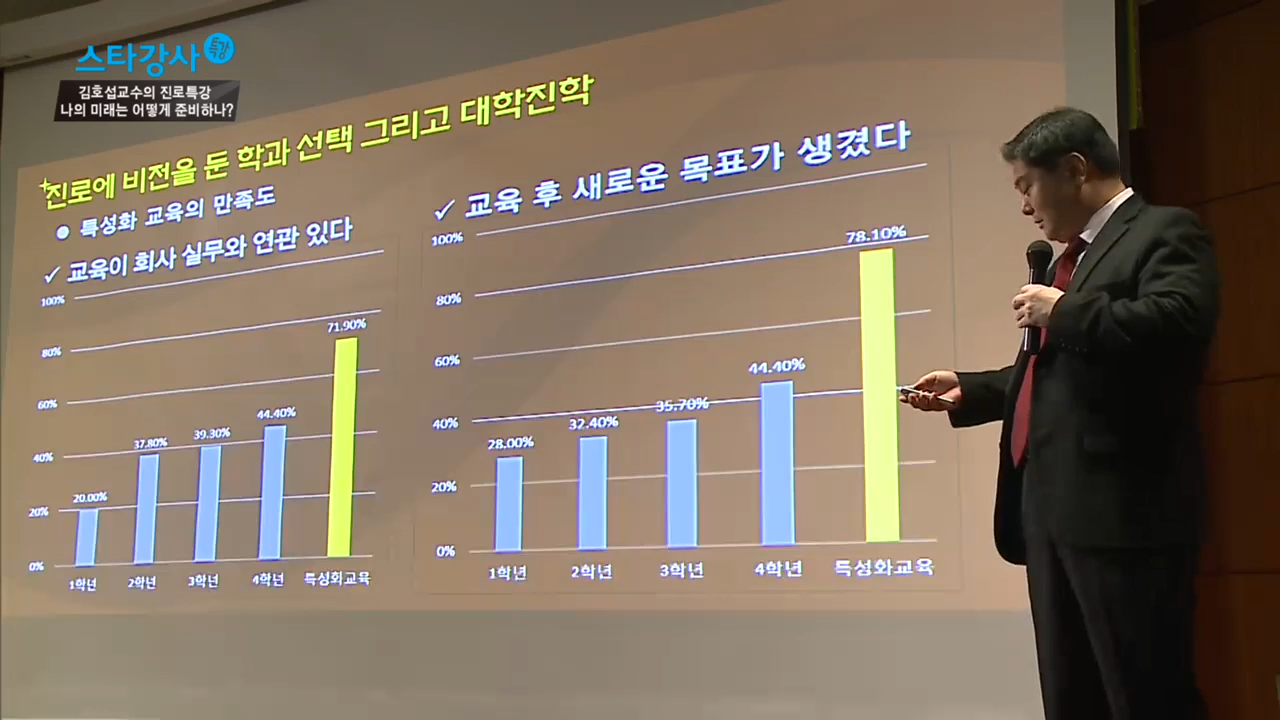 스타강사 특강
김호섭교수의 진로특강
나의 미래는 어떻게 준비하나?
진로에 비전을 둔 학과 선택 그리고 대학진학
특성화 교육의 만족도
✓ 교육이 회사 실무와 연관 있다
100%
80%
60%
40%
20%
0%
20.00%
37.80%
39.30%
44.40%
71.90%
1학년
2학년
3학년
4학년
특성화교육
✓ 교육 후 새로운 목표가 생겼다
100%
80%
60%
40%
20%
0%
28.00%
32.40%
35.70%
44.40%
78.10%
1학년
2학년
3학년
4학년
특성화교육